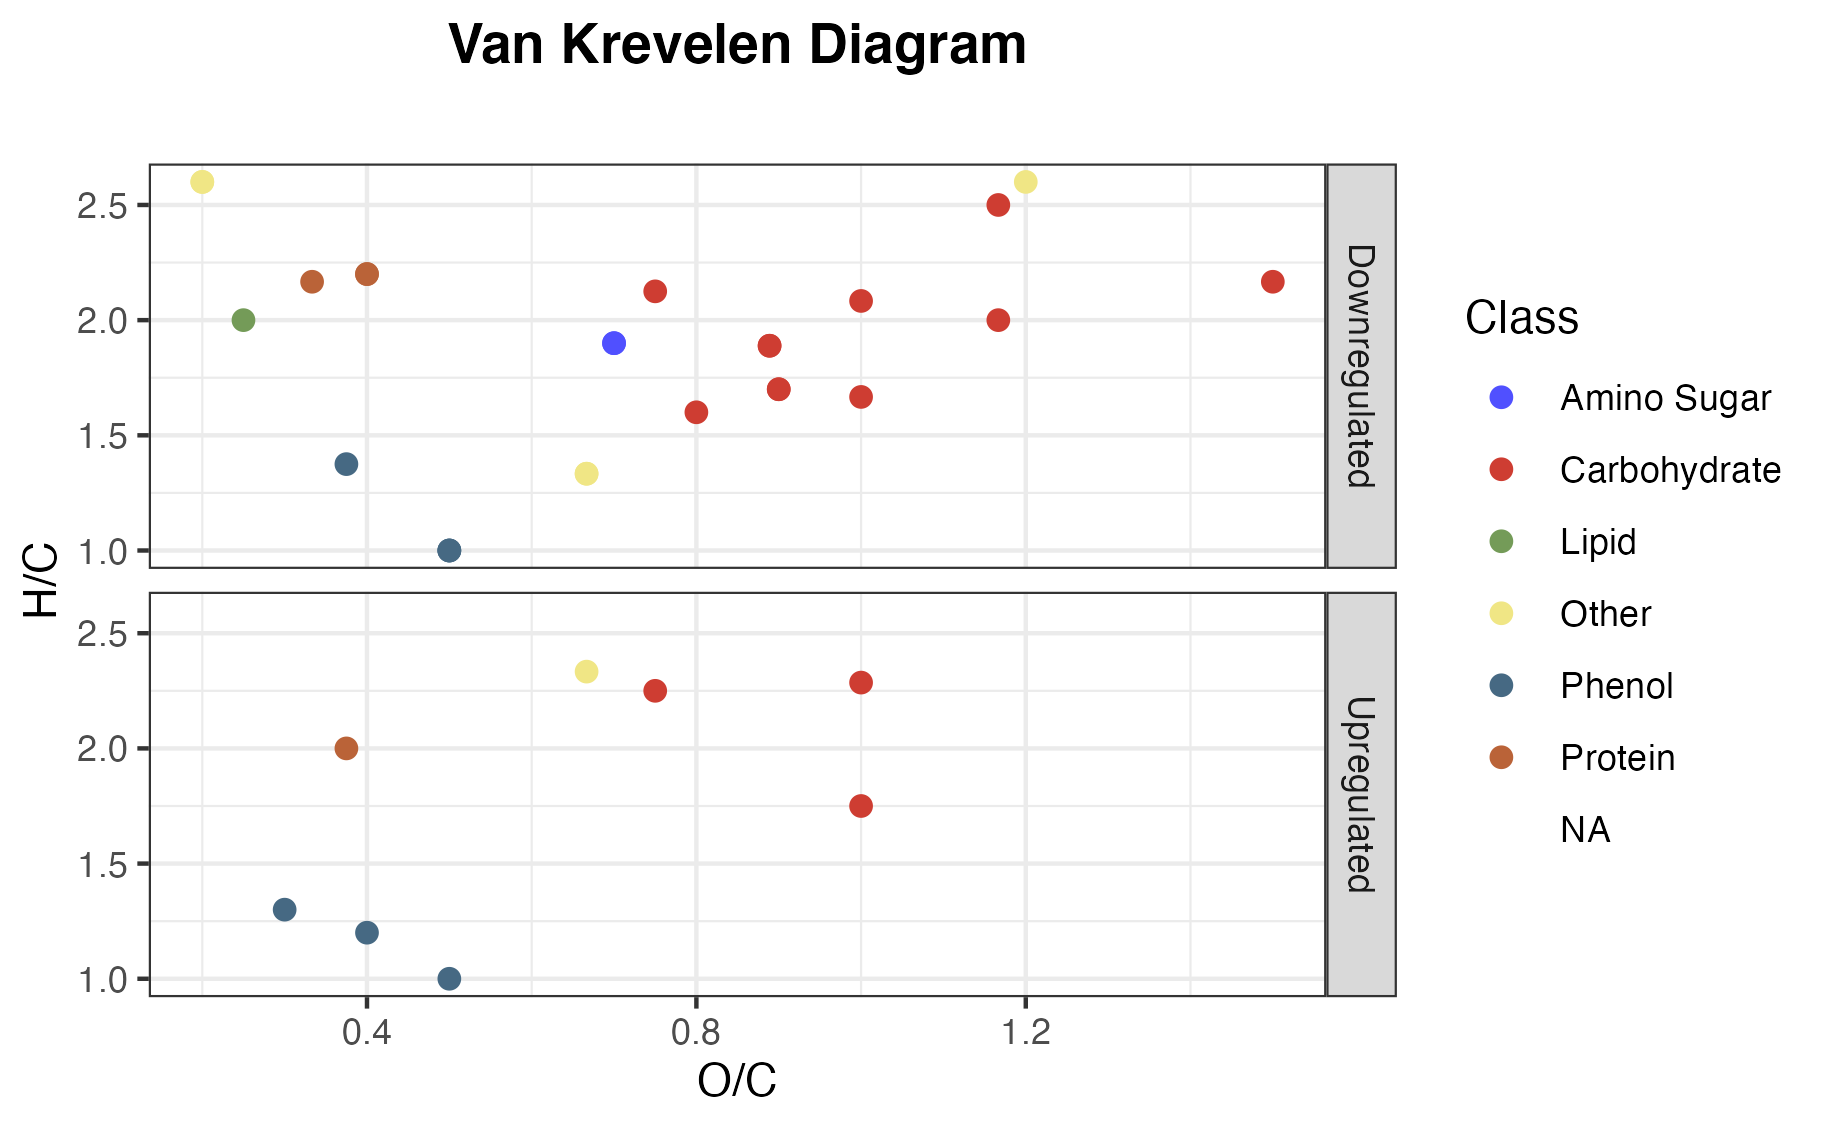 Van Krevelen Diagram
2.5
2.0
1.5
1.0
Downregulated
H/C
2.5
2.0
1.5
1.0
Upregulated
0.4 0.8 1.2
O/C
Class
Amino Sugar
Carbohydrate
Lipid
Other
Phenol
Protein
NA